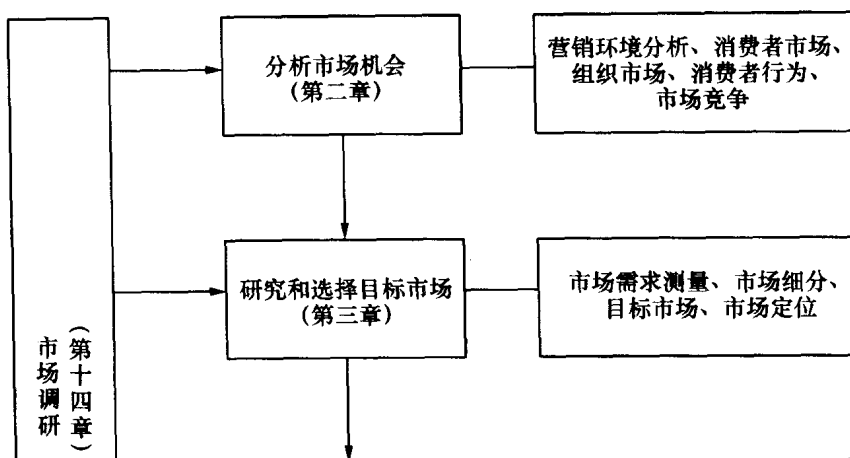 分析市场机会
(第二章)
营销环境分析、消费者市场、
组织市场、消费者行为、
市场竞争
研究和选择目标市场
(第三章)
市场需求测量、市场细分、
目标市场、市场定位
市场调研
(第十四章)